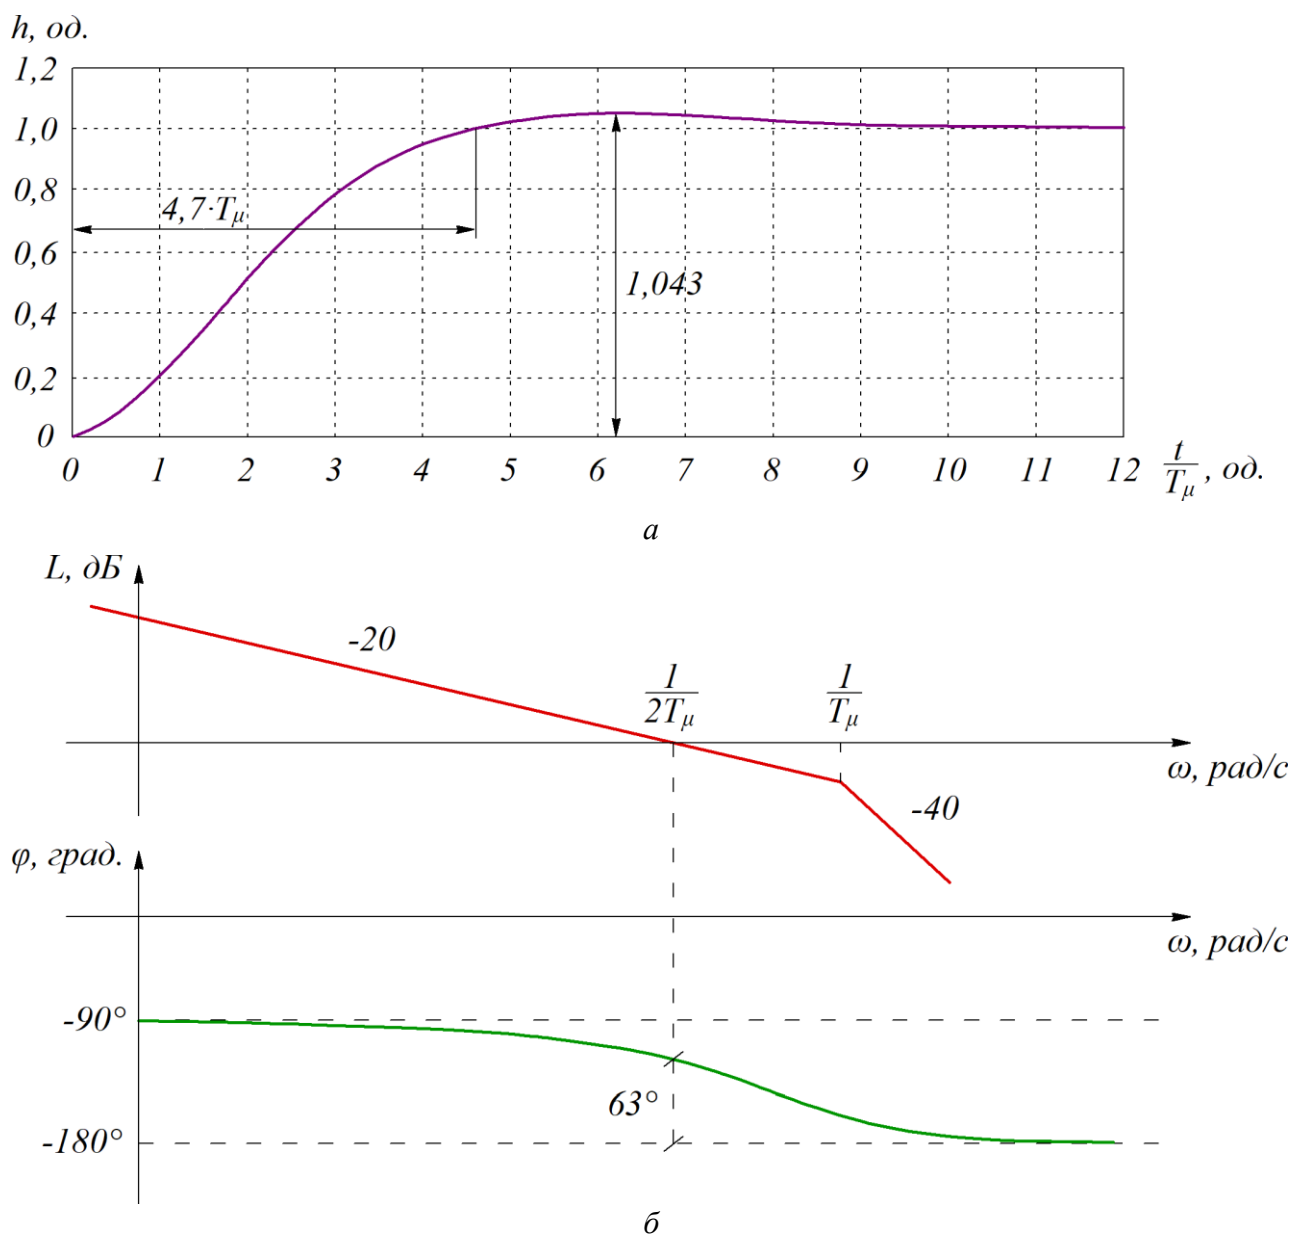 h, од.
1,2
1,0
0,8
4,7·Tμ
0,6
1,043
0,4
0,2
0
0 1 2 3 4 5 6 7 8 9 10 11 12 t/Tμ , од.
а
L, дБ
-20
1/2Tμ 1/Tμ
ω, рад/с
-40
φ, град.
ω, рад/с
-90°
63°
-180°
б